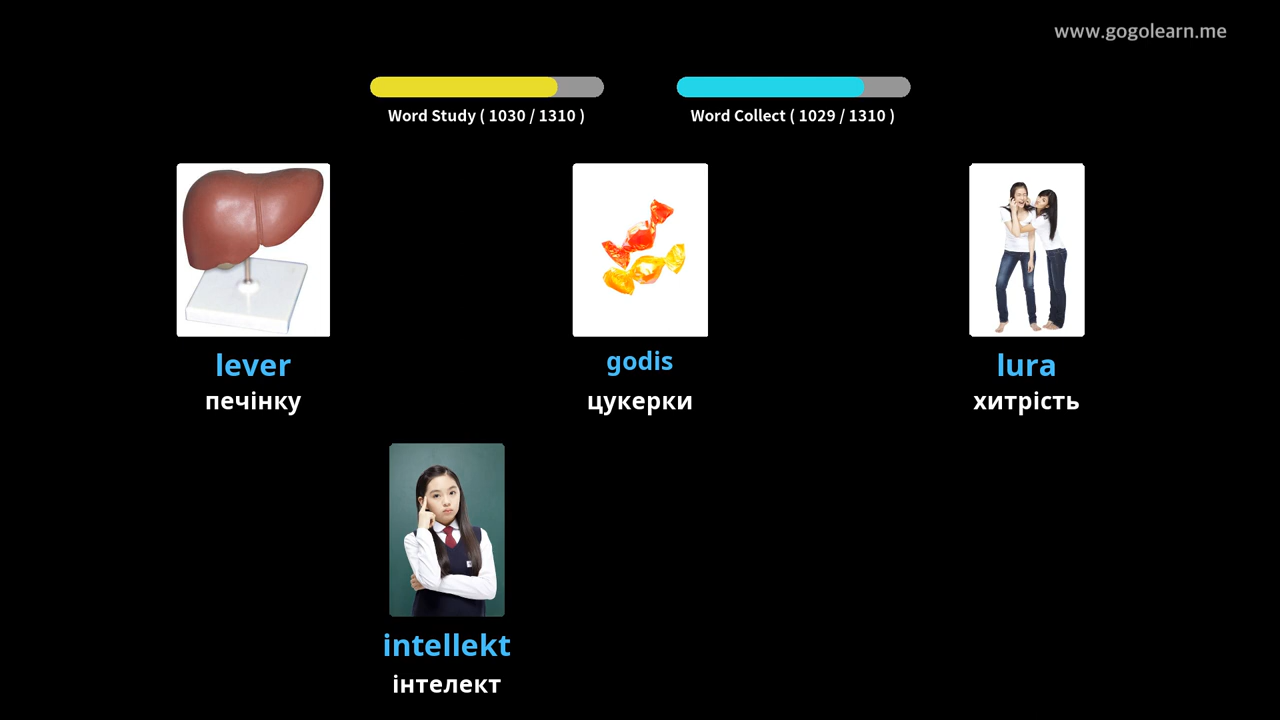 www.gogolearn.me
Word Study ( 1030 / 1310 )
Word Collect ( 1029 / 1310 )
lever
печінку
godis
цукерки
lura
хитрість
intellekt
інтелект